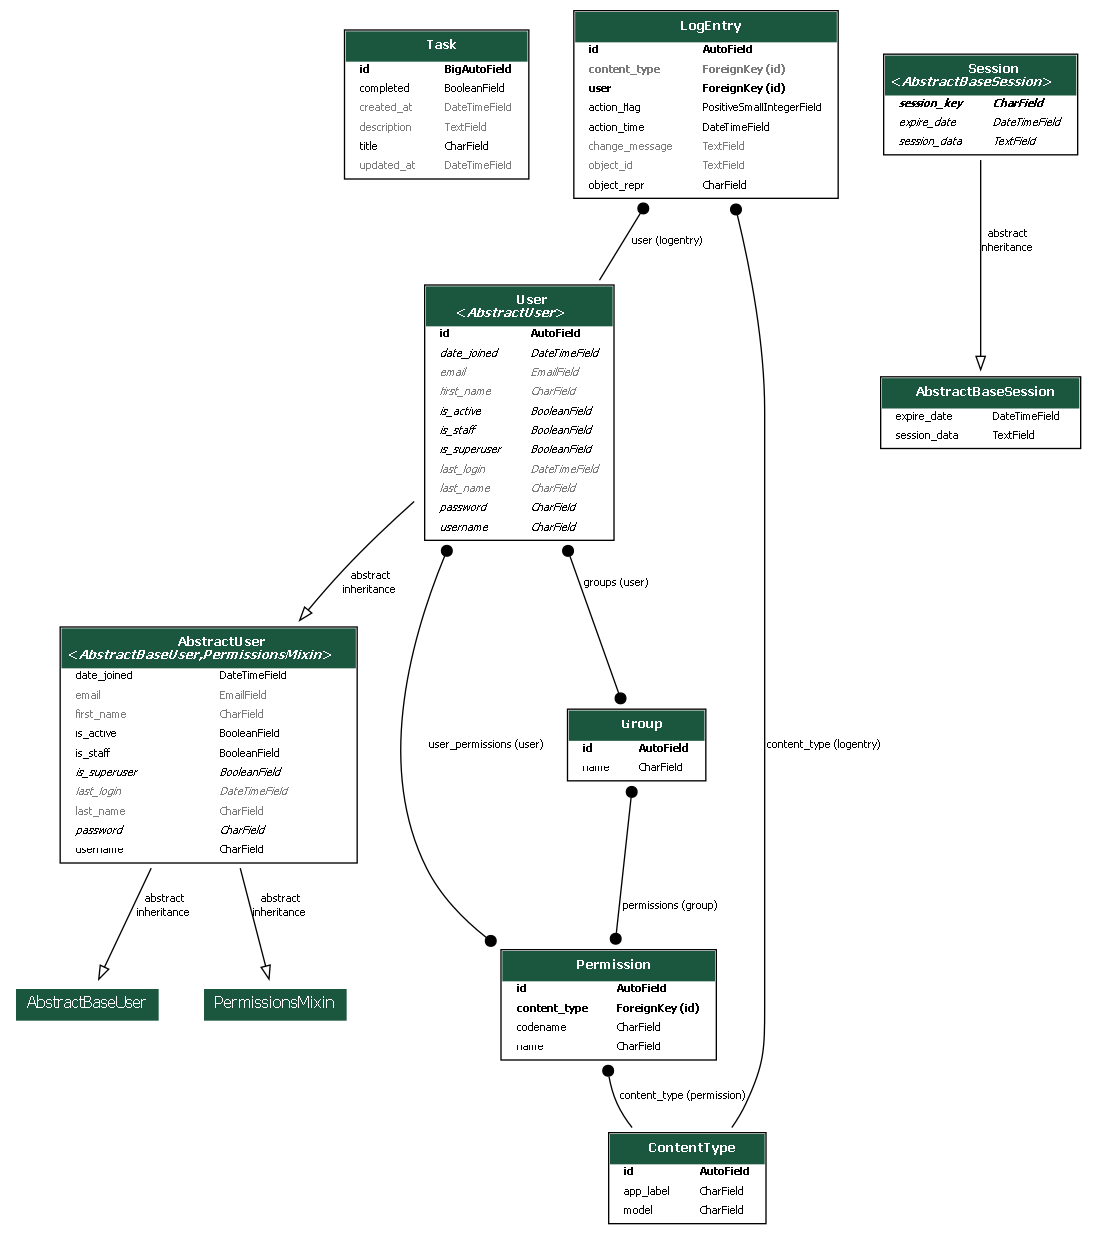 Task
id BigAutoField
completed BooleanField
created_at DateTimeField
description TextField
title CharField
updated_at DateTimeField
LogEntry
id AutoField
content_type ForeignKey (id)
user ForeignKey (id)
action_flag PositiveSmallIntegerField
action_time DateTimeField
change_message TextField
object_id TextField
object_repr CharField
Session
<AbstractBaseSession>
session_key CharField
expire_date DateTimeField
session_data TextField
user (logentry)
abstract
inheritance
User
<AbstractUser>
id AutoField
date_joined DateTimeField
email EmailField
first_name CharField
is_active BooleanField
is_staff BooleanField
is_superuser BooleanField
last_login DateTimeField
last_name CharField
password CharField
username CharField
AbstractBaseSession
expire_date DateTimeField
session_data TextField
abstract
inheritance
groups (user)
AbstractUser
<AbstractBaseUser,PermissionsMixin>
date_joined DateTimeField
email EmailField
first_name CharField
is_active BooleanField
is_staff BooleanField
is_superuser BooleanField
last_login DateTimeField
last_name CharField
password CharField
username CharField
user_permissions (user)
Group
id AutoField
name CharField
content_type (logentry)
abstract
inheritance
abstract
inheritance
permissions (group)
AbstractBaseUser
PermissionsMixin
Permission
id AutoField
content_type ForeignKey (id)
codename CharField
name CharField
content_type (permission)
ContentType
id AutoField
app_label CharField
model CharField